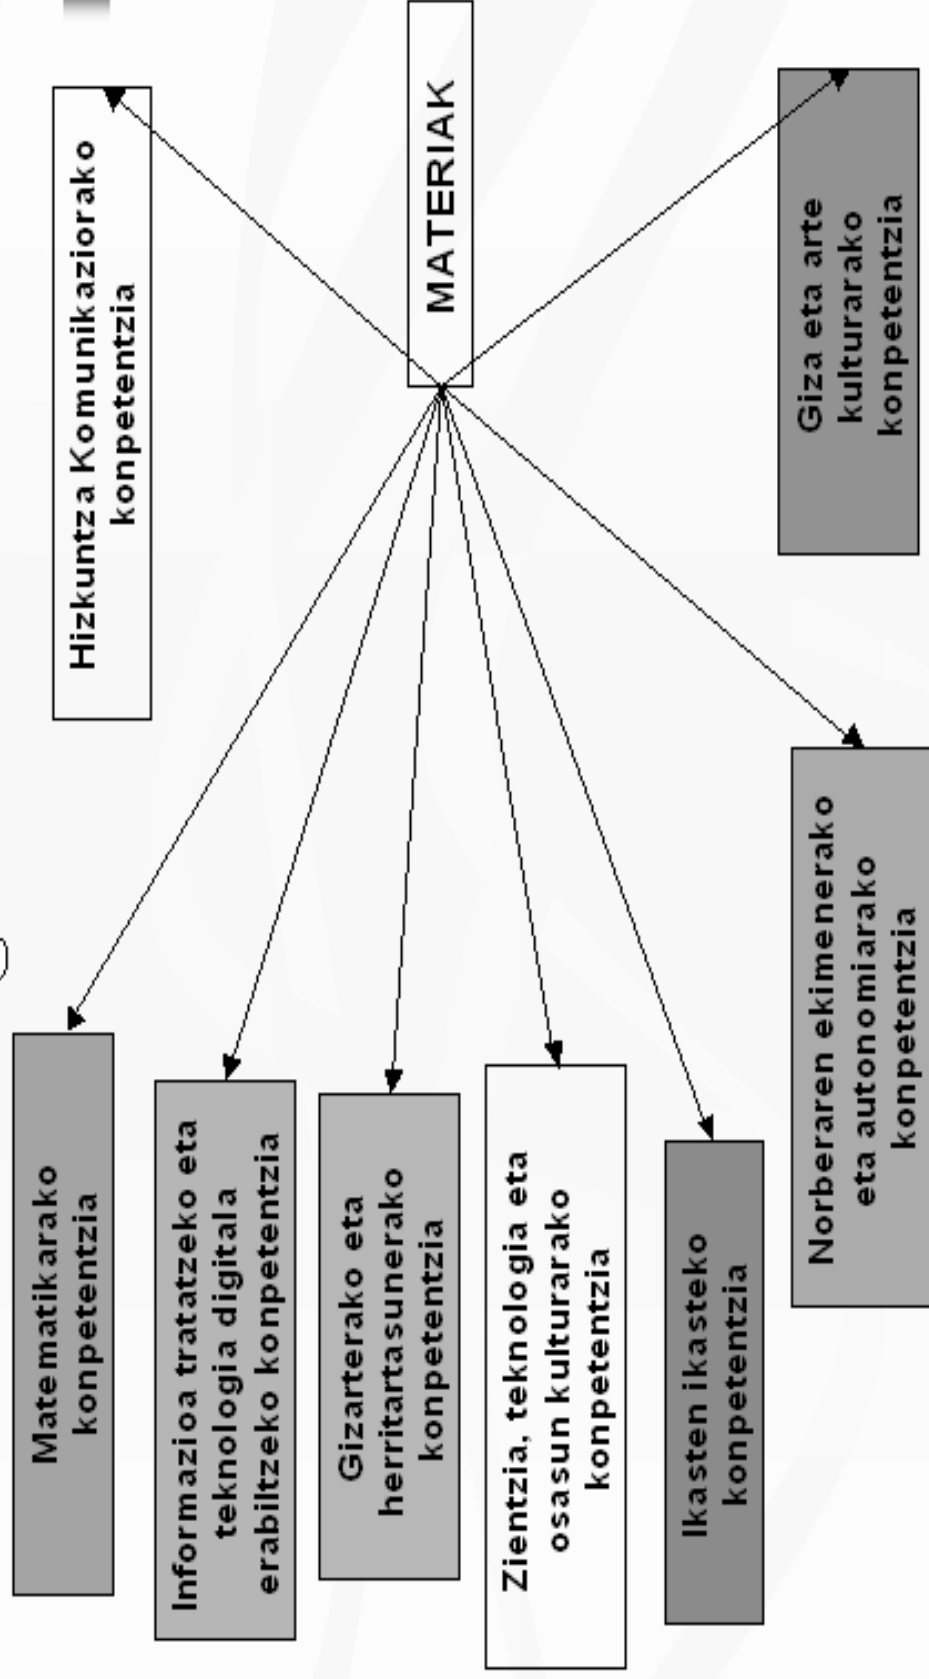 Matematikarako
konpetentzia
Hizkuntza Komunikaziorako
konpetentzia
Informazioa tratatzeko eta
teknologia digitala
erabiltzeko konpetentzia
Gizarterako eta
herritartasunerako
konpetentzia
MATERIAK
Zientzia, teknologia eta
osasun kulturarako
konpetentzia
Ikasten ikasteko
konpetentzia
Norberaren ekimenerako
eta autonomiarako
konpetentzia
Giza eta arte
kulturarako
konpetentzia